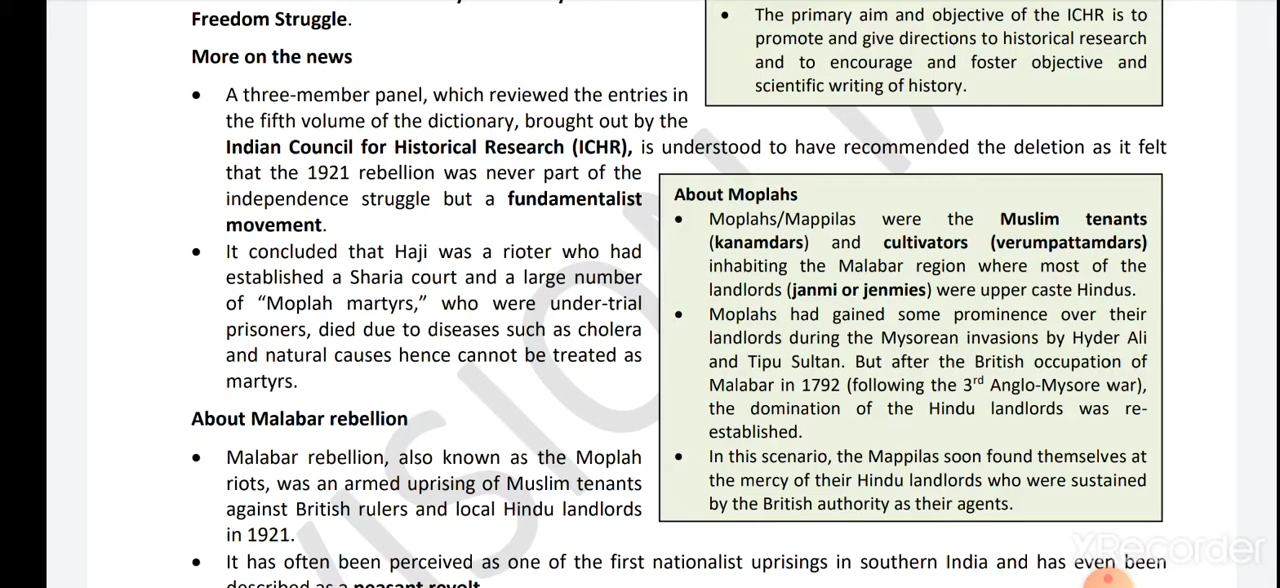 Freedom Struggle.
More on the news
• A three-member panel, which reviewed the entries in
the fifth volume of the dictionary, brought out by the
Indian Council for Historical Research (ICHR), is understood to have recommended the deletion as it felt
that the 1921 rebellion was never part of the
independence struggle but a fundamentalist
movement.
• It concluded that Haji was a rioter who had
established a Sharia court and a large number
of “Moplah martyrs,” who were under-trial
prisoners, died due to diseases such as cholera
and natural causes hence cannot be treated as
martyrs.
About Malabar rebellion
• Malabar rebellion, also known as the Moplah
riots, was an armed uprising of Muslim tenants
against British rulers and local Hindu landlords
in 1921.
• It has often been perceived as one of the first nationalist uprisings in southern India and has even been
described as a peasant revolt.
• The primary aim and objective of the ICHR is to
promote and give directions to historical research
and to encourage and foster objective and
scientific writing of history.
About Moplahs
• Moplahs/Mappilas were the Muslim tenants
(kanamdars) and cultivators (verumpattamdars)
inhabiting the Malabar region where most of the
landlords (janmi or jenmies) were upper caste Hindus.
• Moplahs had gained some prominence over their
landlords during the Mysorean invasions by Hyder Ali
and Tipu Sultan. But after the British occupation of
Malabar in 1792 (following the 3rd Anglo-Mysore war),
the domination of the Hindu landlords was re-
established.
• In this scenario, the Mappilas soon found themselves at
the mercy of their Hindu landlords who were sustained
by the British authority as their agents.
VISION IA
XRecorder